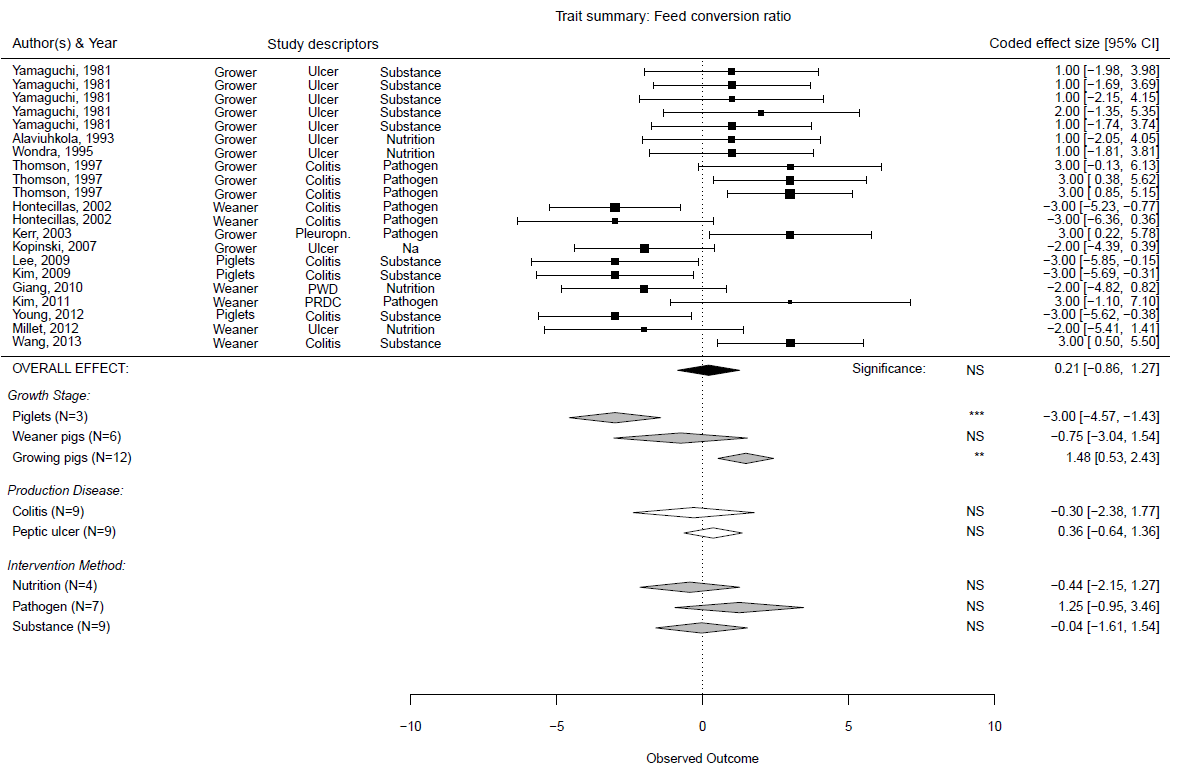 Trait summary: Feed conversion ratio
Author(s) & Year Study descriptors Coded effect size [95% CI]
Yamaguchi, 1981 Grower Ulcer Substance 1.00 [−1.98, 3.98]
Yamaguchi, 1981 Grower Ulcer Substance 1.00 [−1.69, 3.69]
Yamaguchi, 1981 Grower Ulcer Substance 1.00 [−2.15, 4.15]
Yamaguchi, 1981 Grower Ulcer Substance 2.00 [−1.35, 5.35]
Yamaguchi, 1981 Grower Ulcer Substance 1.00 [−1.74, 3.74]
Alaviuhkola, 1993 Grower Ulcer Nutrition 1.00 [−2.05, 4.05]
Wondra, 1995 Grower Ulcer Nutrition 1.00 [−1.81, 3.81]
Thomson, 1997 Grower Colitis Pathogen 3.00 [−0.13, 6.13]
Thomson, 1997 Grower Colitis Pathogen 3.00 [ 0.38, 5.62]
Thomson, 1997 Grower Colitis Pathogen 3.00 [ 0.85, 5.15]
Hontecillas, 2002 Weaner Colitis Pathogen −3.00 [−5.23, −0.77]
Hontecillas, 2002 Weaner Colitis Pathogen −3.00 [−6.36, 0.36]
Kerr, 2003 Grower Pleuropn. Pathogen 3.00 [ 0.22, 5.78]
Kopinski, 2007 Grower Ulcer Na −2.00 [−4.39, 0.39]
Lee, 2009 Piglets Colitis Substance −3.00 [−5.85, −0.15]
Kim, 2009 Piglets Colitis Substance −3.00 [−5.69, −0.31]
Giang, 2010 Weaner PWD Nutrition −2.00 [−4.82, 0.82]
Kim, 2011 Weaner PRDC Pathogen 3.00 [−1.10, 7.10]
Young, 2012 Piglets Colitis Substance −3.00 [−5.62, −0.38]
Millet, 2012 Weaner Ulcer Nutrition −2.00 [−5.41, 1.41]
Wang, 2013 Weaner Colitis Substance 3.00 [ 0.50, 5.50]
OVERALL EFFECT: Significance: NS 0.21 [−0.86, 1.27]
Growth Stage:
Piglets (N=3) *** −3.00 [−4.57, −1.43]
Weaner pigs (N=6) NS −0.75 [−3.04, 1.54]
Growing pigs (N=12) ** 1.48 [0.53, 2.43]
Production Disease:
Colitis (N=9) NS −0.30 [−2.38, 1.77]
Peptic ulcer (N=9) NS 0.36 [−0.64, 1.36]
Intervention Method:
Nutrition (N=4) NS −0.44 [−2.15, 1.27]
Pathogen (N=7) NS 1.25 [−0.95, 3.46]
Substance (N=9) NS −0.04 [−1.61, 1.54]
−10 −5 0 5 10
Observed Outcome